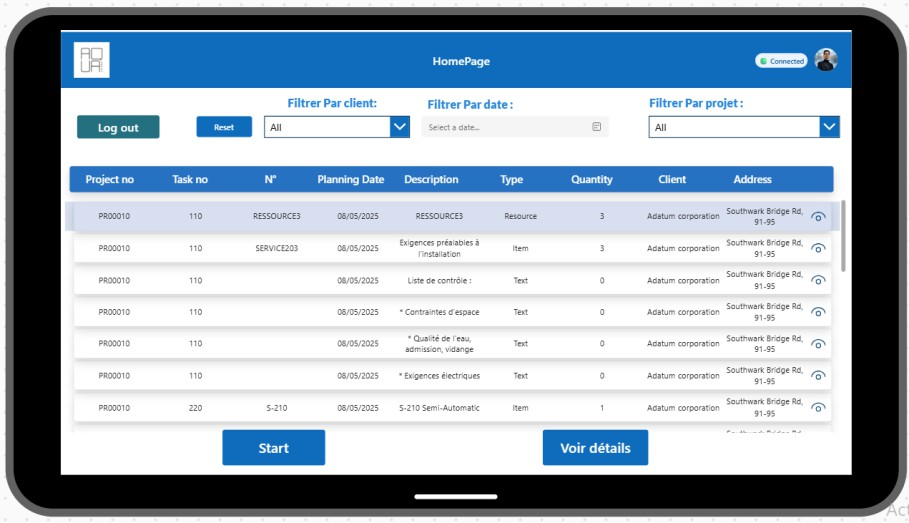 AQ
UA
HomePage
Connected
Filtrer Par client:
Filtrer Par date :
Filtrer Par projet :
Log out
Reset
All
Select a date...
All
Project no Task no N° Planning Date Description Type Quantity Client Address
PR00010 110 RESSOURCE3 08/05/2025 RESSOURCE3 Resource 3 Adatum corporation Southwark Bridge Rd,
91-95
PR00010 110 SERVICE203 08/05/2025 Exigences préalables à Item 3 Adatum corporation Southwark Bridge Rd,
l'installation 91-95
PR00010 110 08/05/2025 Liste de contrôle : Text 0 Adatum corporation Southwark Bridge Rd,
91-95
PR00010 110 08/05/2025 * Contraintes d'espace Text 0 Adatum corporation Southwark Bridge Rd,
91-95
PR00010 110 08/05/2025 * Qualité de l'eau, Text 0 Adatum corporation Southwark Bridge Rd,
admission, vidange 91-95
PR00010 110 08/05/2025 * Exigences électriques Text 0 Adatum corporation Southwark Bridge Rd,
91-95
PR00010 220 S-210 08/05/2025 S-210 Semi-Automatic Item 1 Adatum corporation Southwark Bridge Rd,
91-95
Start
Voir détails